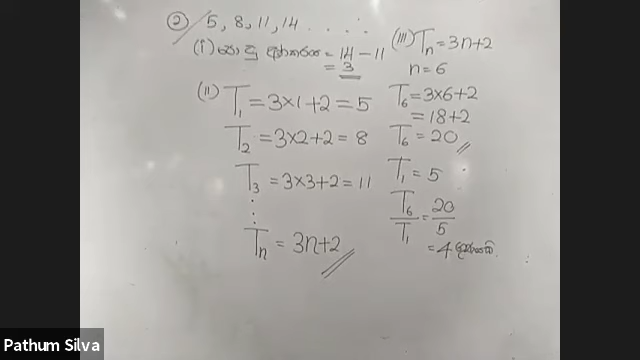 ② 5, 8, 11, 14 . . . . .
(i) පොදු අන්තරය = 14 - 11
= 3
(ii) T₁ = 3×1+2 = 5
T₂ = 3×2+2 = 8
T₃ = 3×3+2 = 11
⋮
Tₙ = 3n+2
(iii) Tₙ = 3n+2
n = 6
T₆ = 3×6+2
= 18+2
T₆ = 20
T₁ = 5
T₆/T₁ = 20/5
= 4
Pathum Silva